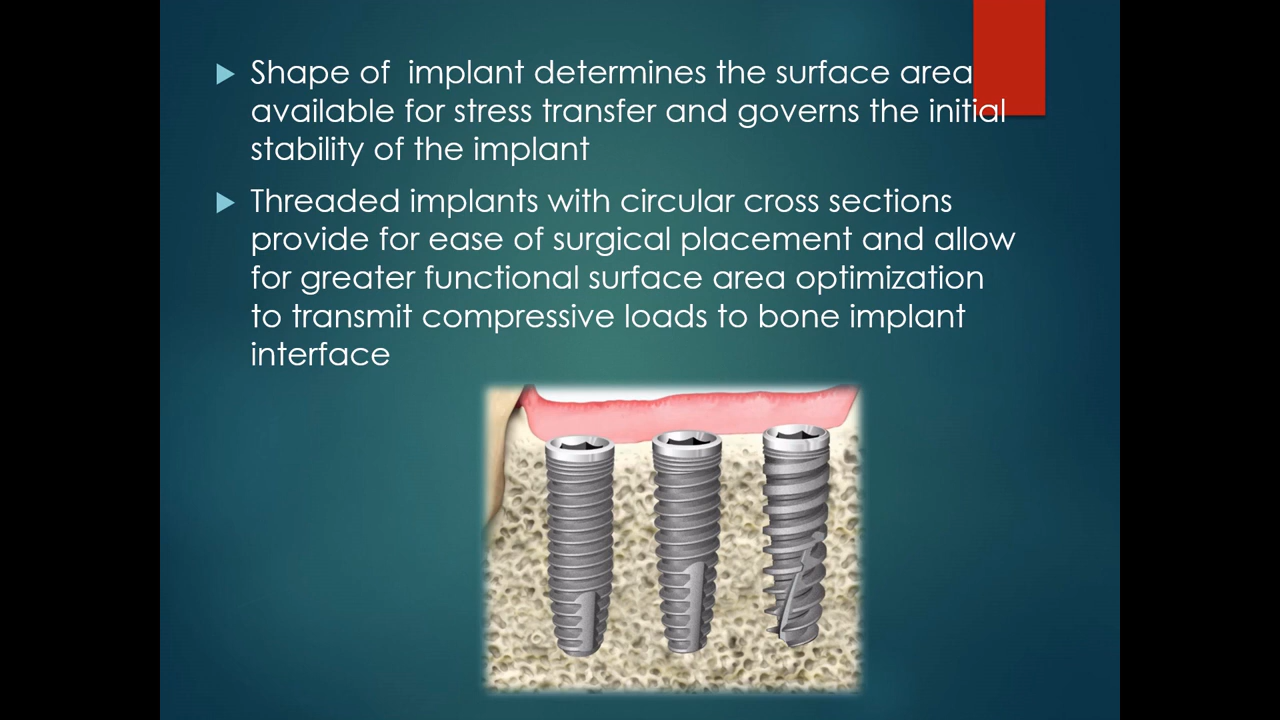 Shape of  implant determines the surface area
available for stress transfer and governs the initial
stability of the implant
Threaded implants with circular cross sections
provide for ease of surgical placement and allow
for greater functional surface area optimization
to transmit compressive loads to bone implant
interface